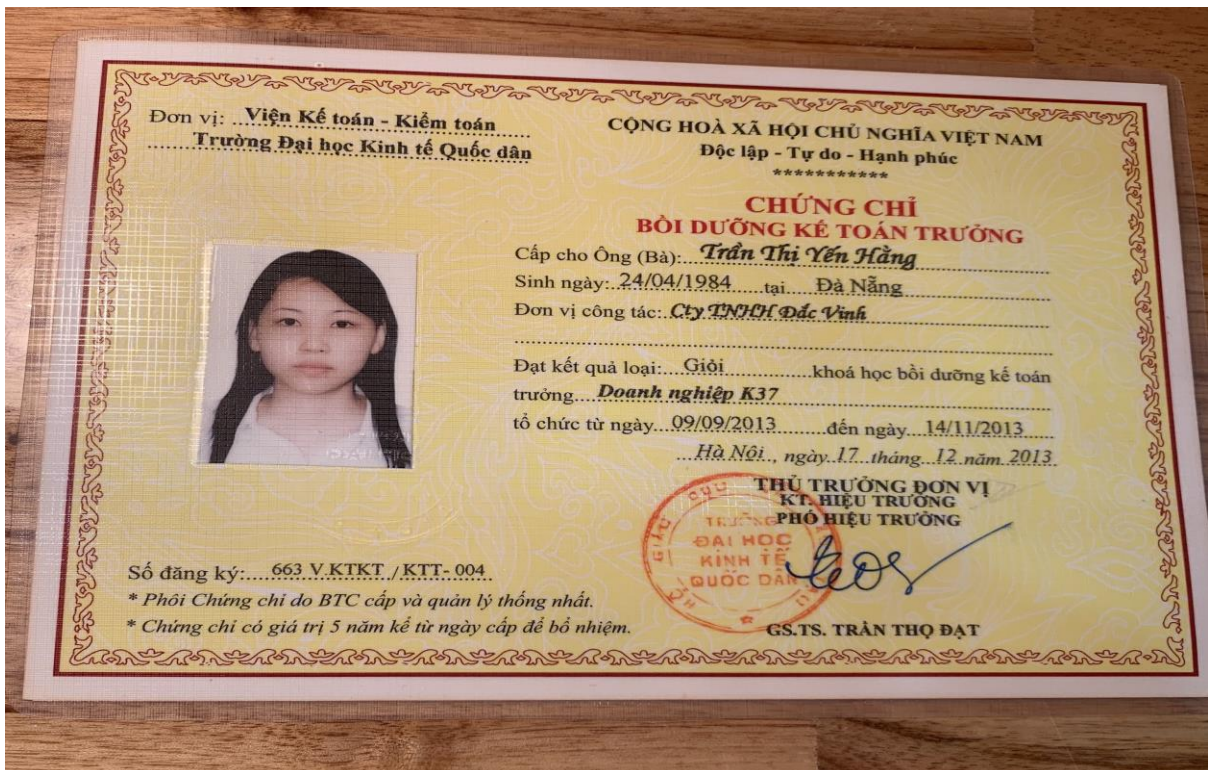 Đơn vị: Viện Kế toán - Kiểm toán
Trường Đại học Kinh tế Quốc dân
CỘNG HOÀ XÃ HỘI CHỦ NGHĨA VIỆT NAM
Độc lập - Tự do - Hạnh phúc
***********
CHỨNG CHỈ
BỒI DƯỠNG KẾ TOÁN TRƯỞNG
Cấp cho Ông (Bà): Trần Thị Yến Hằng
Sinh ngày: 24/04/1984 tại Đà Nẵng
Đơn vị công tác: Cty TNHH Đắc Vinh
Đạt kết quả loại: Giỏi khoá học bồi dưỡng kế toán
trưởng Doanh nghiệp K37
tổ chức từ ngày 09/09/2013 đến ngày 14/11/2013
Hà Nội, ngày 17 tháng 12 năm 2013
THỦ TRƯỞNG ĐƠN VỊ
KT. HIỆU TRƯỞNG
PHÓ HIỆU TRƯỞNG
TRƯỜNG
ĐẠI HỌC
KINH TẾ
QUỐC DÂN
GS.TS. TRẦN THỌ ĐẠT
Số đăng ký: 663 V.KTKT / KTT- 004
* Phôi Chứng chỉ do BTC cấp và quản lý thống nhất.
* Chứng chỉ có giá trị 5 năm kể từ ngày cấp để bổ nhiệm.